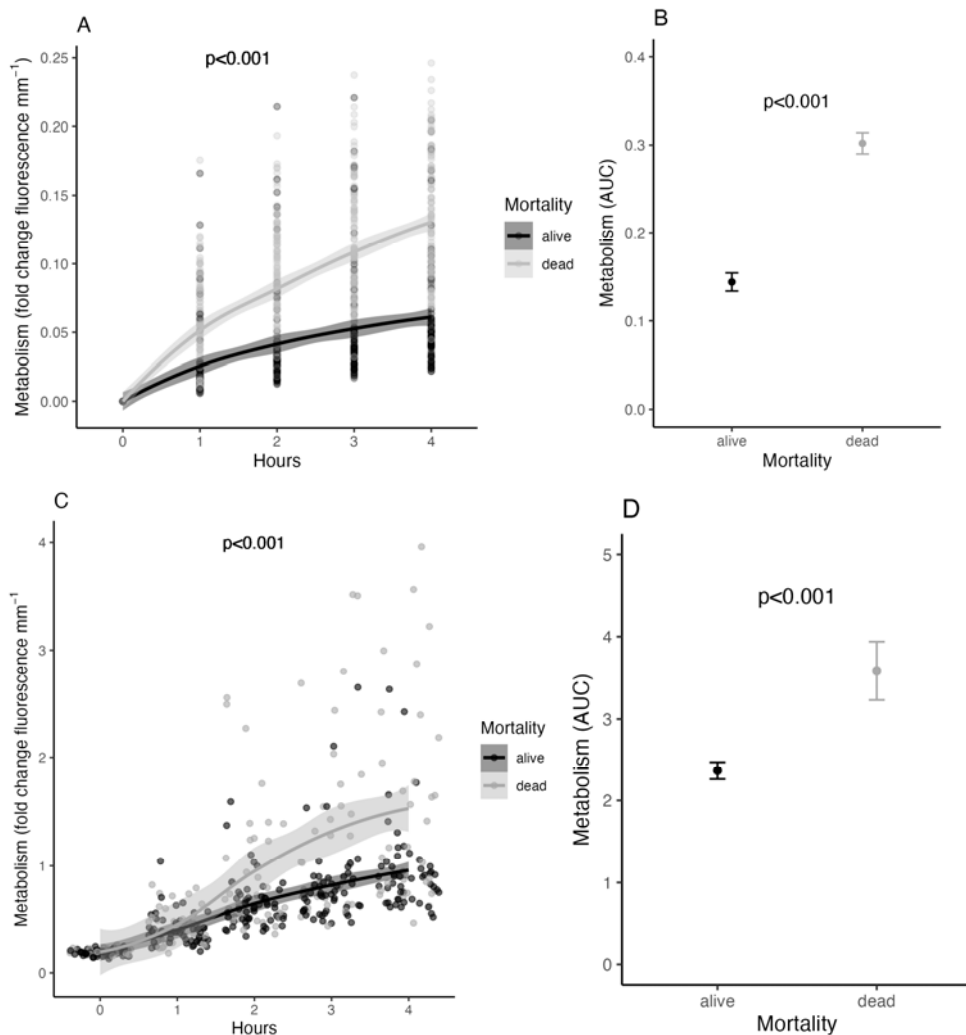 A
p<0.001
Metabolism (fold change fluorescence mm⁻¹)
0.25
0.20
0.15
0.10
0.05
0.00
0 1 2 3 4
Hours
Mortality
alive
dead
B
p<0.001
Metabolism (AUC)
0.4
0.3
0.2
0.1
0.0
alive dead
Mortality
C
p<0.001
Metabolism (fold change fluorescence mm⁻¹)
4
3
2
1
0
0 1 2 3 4
Hours
Mortality
alive
dead
D
p<0.001
Metabolism (AUC)
5
4
3
2
1
0
alive dead
Mortality